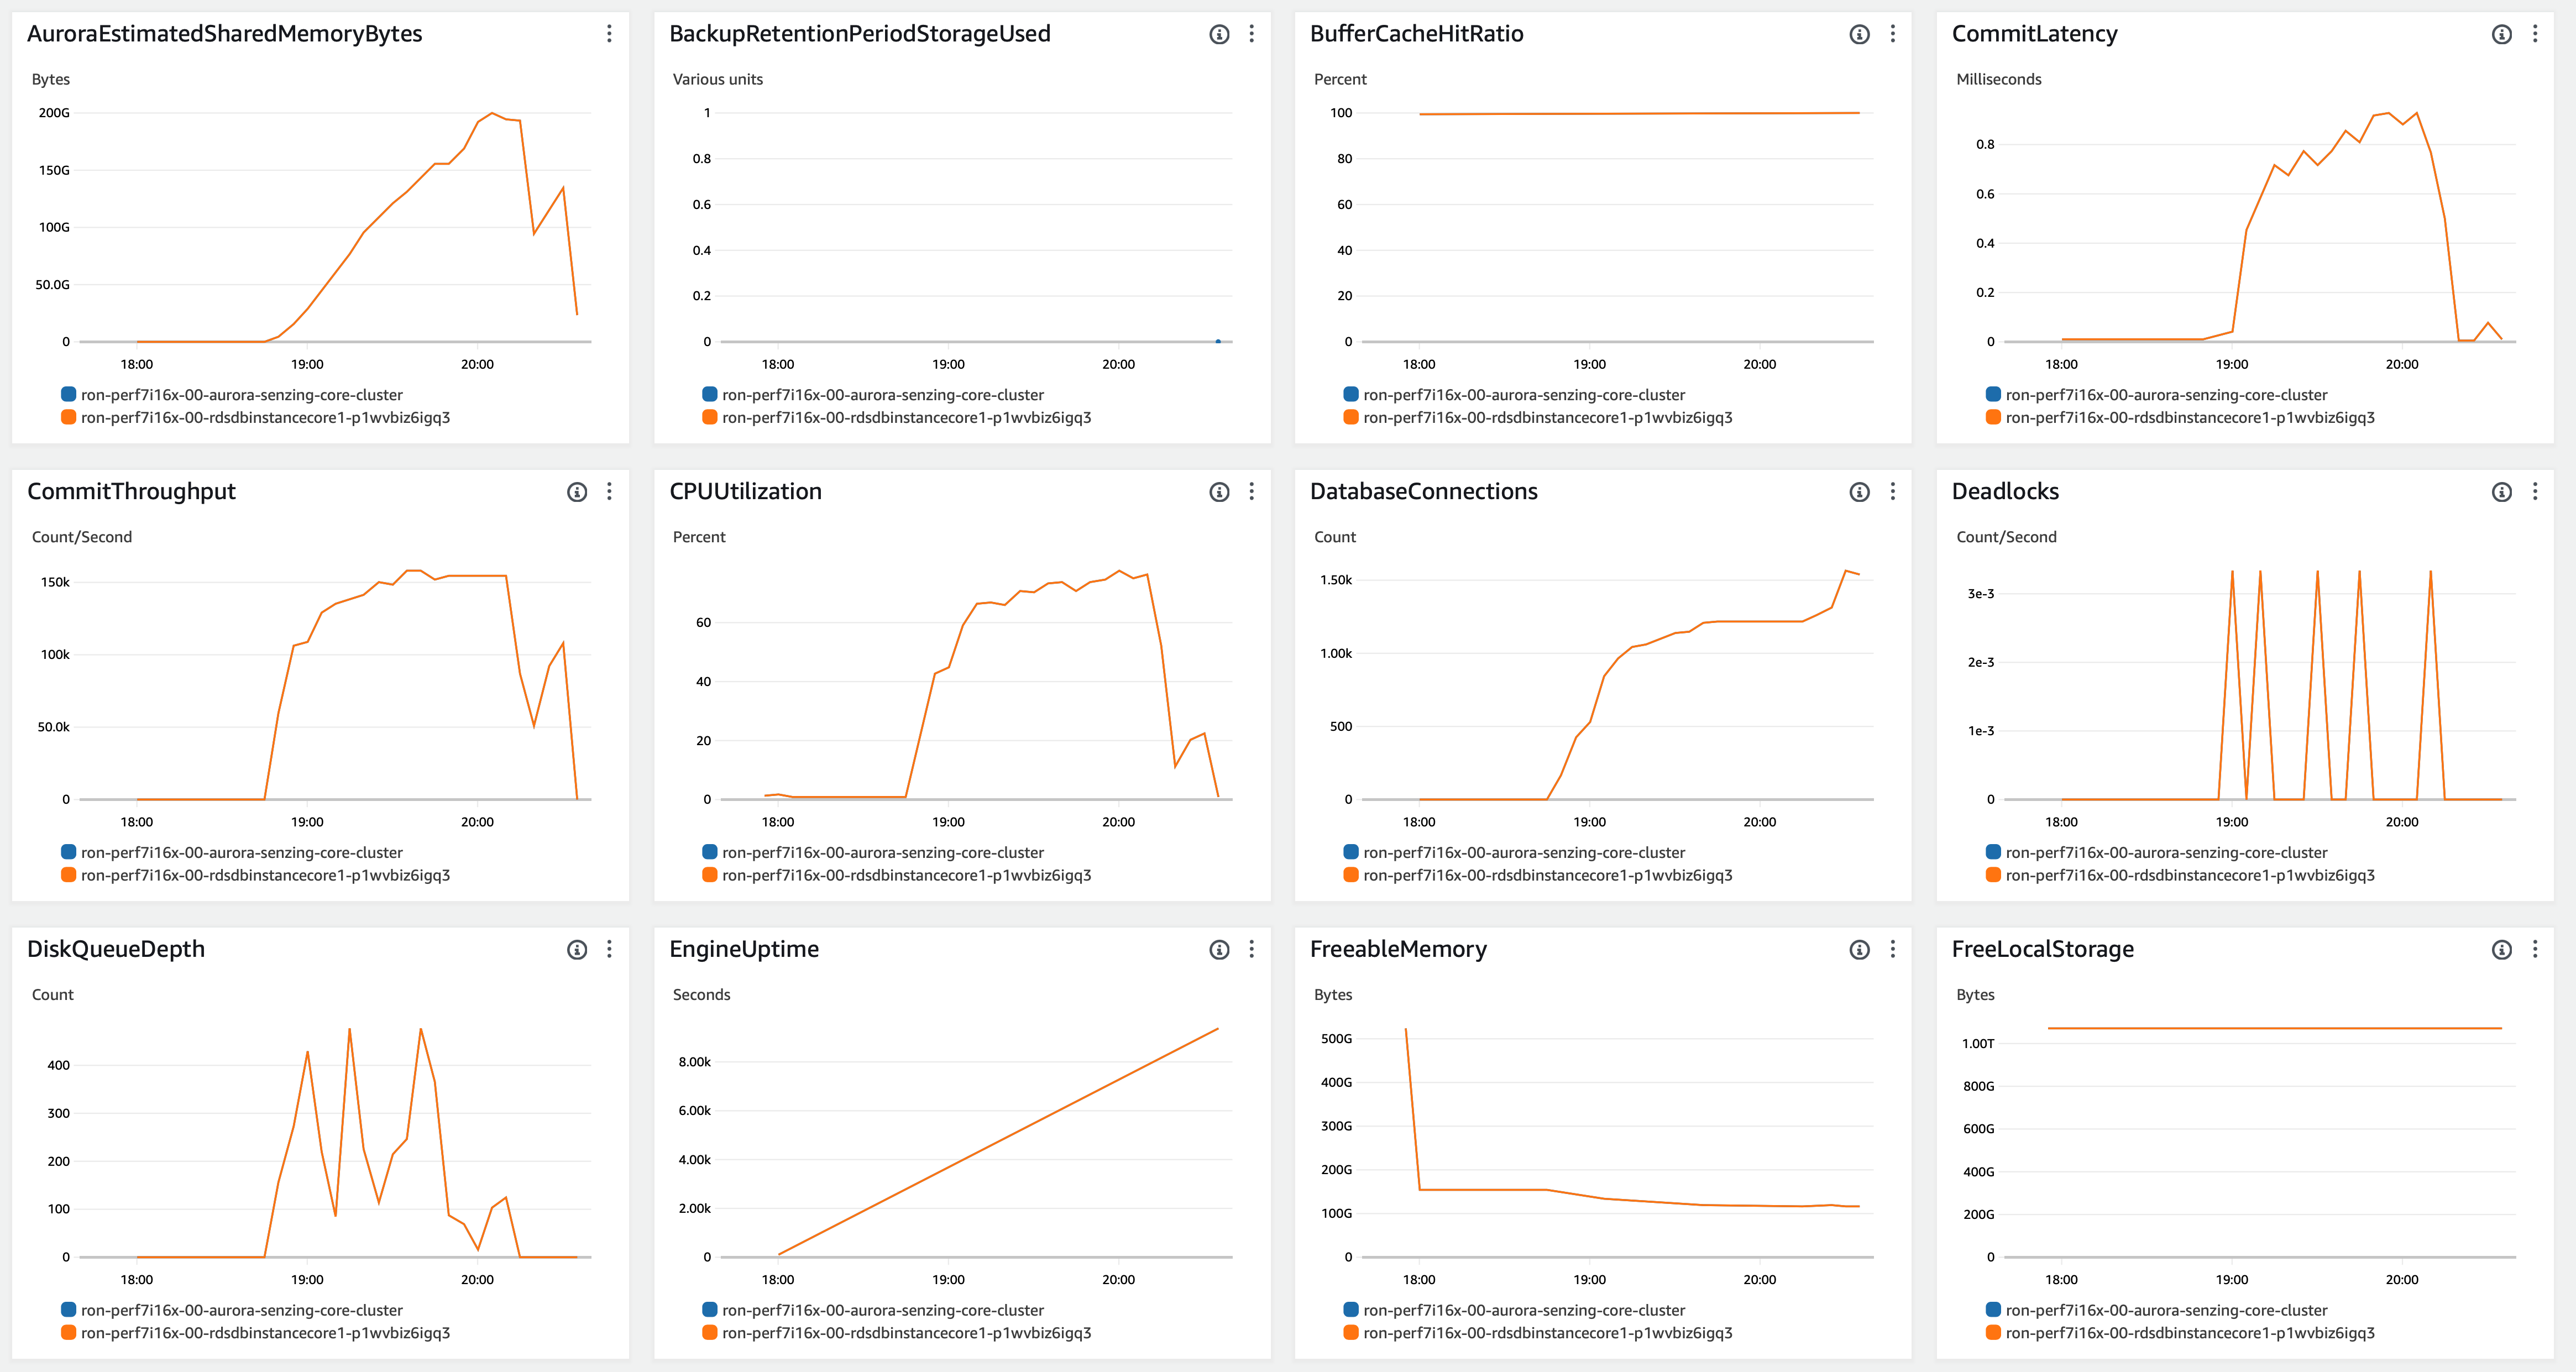 AuroraEstimatedSharedMemoryBytes
Bytes
200G
150G
100G
50.0G
0
18:00 19:00 20:00
ron-perf7i16x-00-aurora-senzing-core-cluster
ron-perf7i16x-00-rdsdbinstancecore1-p1wvbiz6igq3
BackupRetentionPeriodStorageUsed
Various units
1
0.8
0.6
0.4
0.2
0
18:00 19:00 20:00
ron-perf7i16x-00-aurora-senzing-core-cluster
ron-perf7i16x-00-rdsdbinstancecore1-p1wvbiz6igq3
BufferCacheHitRatio
Percent
100
80
60
40
20
0
18:00 19:00 20:00
ron-perf7i16x-00-aurora-senzing-core-cluster
ron-perf7i16x-00-rdsdbinstancecore1-p1wvbiz6igq3
CommitLatency
Milliseconds
0.8
0.6
0.4
0.2
0
18:00 19:00 20:00
ron-perf7i16x-00-aurora-senzing-core-cluster
ron-perf7i16x-00-rdsdbinstancecore1-p1wvbiz6igq3
CommitThroughput
Count/Second
150k
100k
50.0k
0
18:00 19:00 20:00
ron-perf7i16x-00-aurora-senzing-core-cluster
ron-perf7i16x-00-rdsdbinstancecore1-p1wvbiz6igq3
CPUUtilization
Percent
60
40
20
0
18:00 19:00 20:00
ron-perf7i16x-00-aurora-senzing-core-cluster
ron-perf7i16x-00-rdsdbinstancecore1-p1wvbiz6igq3
DatabaseConnections
Count
1.50k
1.00k
500
0
18:00 19:00 20:00
ron-perf7i16x-00-aurora-senzing-core-cluster
ron-perf7i16x-00-rdsdbinstancecore1-p1wvbiz6igq3
Deadlocks
Count/Second
3e-3
2e-3
1e-3
0
18:00 19:00 20:00
ron-perf7i16x-00-aurora-senzing-core-cluster
ron-perf7i16x-00-rdsdbinstancecore1-p1wvbiz6igq3
DiskQueueDepth
Count
400
300
200
100
0
18:00 19:00 20:00
ron-perf7i16x-00-aurora-senzing-core-cluster
ron-perf7i16x-00-rdsdbinstancecore1-p1wvbiz6igq3
EngineUptime
Seconds
8.00k
6.00k
4.00k
2.00k
0
18:00 19:00 20:00
ron-perf7i16x-00-aurora-senzing-core-cluster
ron-perf7i16x-00-rdsdbinstancecore1-p1wvbiz6igq3
FreeableMemory
Bytes
500G
400G
300G
200G
100G
0
18:00 19:00 20:00
ron-perf7i16x-00-aurora-senzing-core-cluster
ron-perf7i16x-00-rdsdbinstancecore1-p1wvbiz6igq3
FreeLocalStorage
Bytes
1.00T
800G
600G
400G
200G
0
18:00 19:00 20:00
ron-perf7i16x-00-aurora-senzing-core-cluster
ron-perf7i16x-00-rdsdbinstancecore1-p1wvbiz6igq3